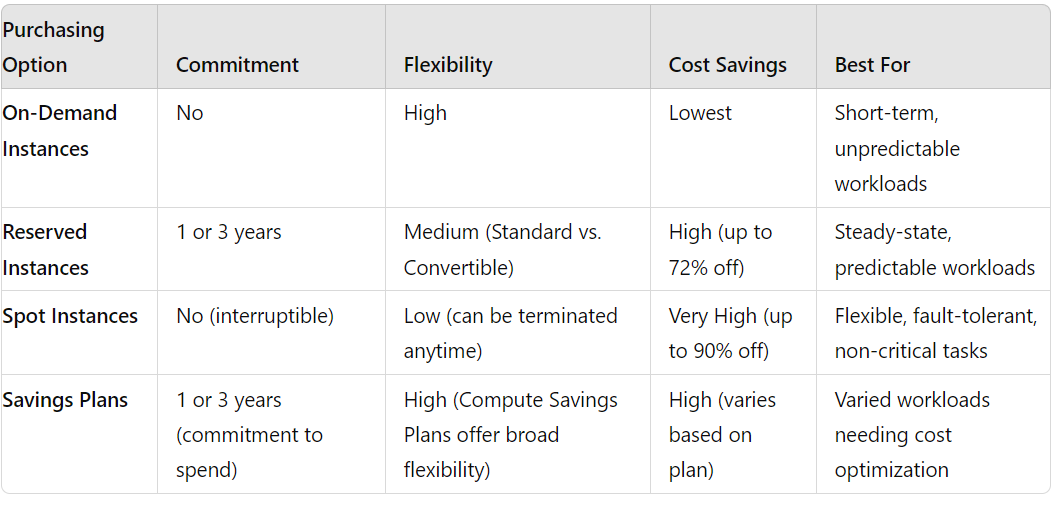 Purchasing
Option
Commitment
Flexibility
Cost Savings
Best For
On-Demand
Instances
No
High
Lowest
Short-term,
unpredictable
workloads
Reserved
Instances
1 or 3 years
Medium (Standard vs.
Convertible)
High (up to
72% off)
Steady-state,
predictable workloads
Spot Instances
No (interruptible)
Low (can be terminated
anytime)
Very High (up
to 90% off)
Flexible, fault-tolerant,
non-critical tasks
Savings Plans
1 or 3 years
(commitment to
spend)
High (Compute Savings
Plans offer broad
flexibility)
High (varies
based on
plan)
Varied workloads
needing cost
optimization